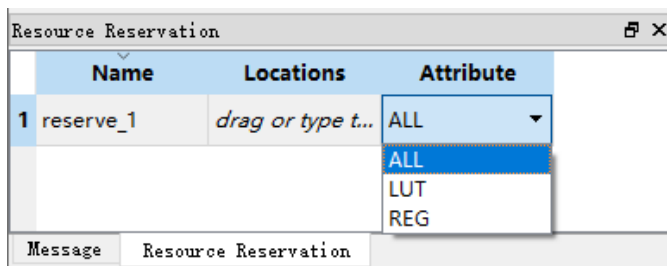 Resource Reservation
Name Locations Attribute
1 reserve_1 drag or type t... ALL
ALL
LUT
REG
Message Resource Reservation